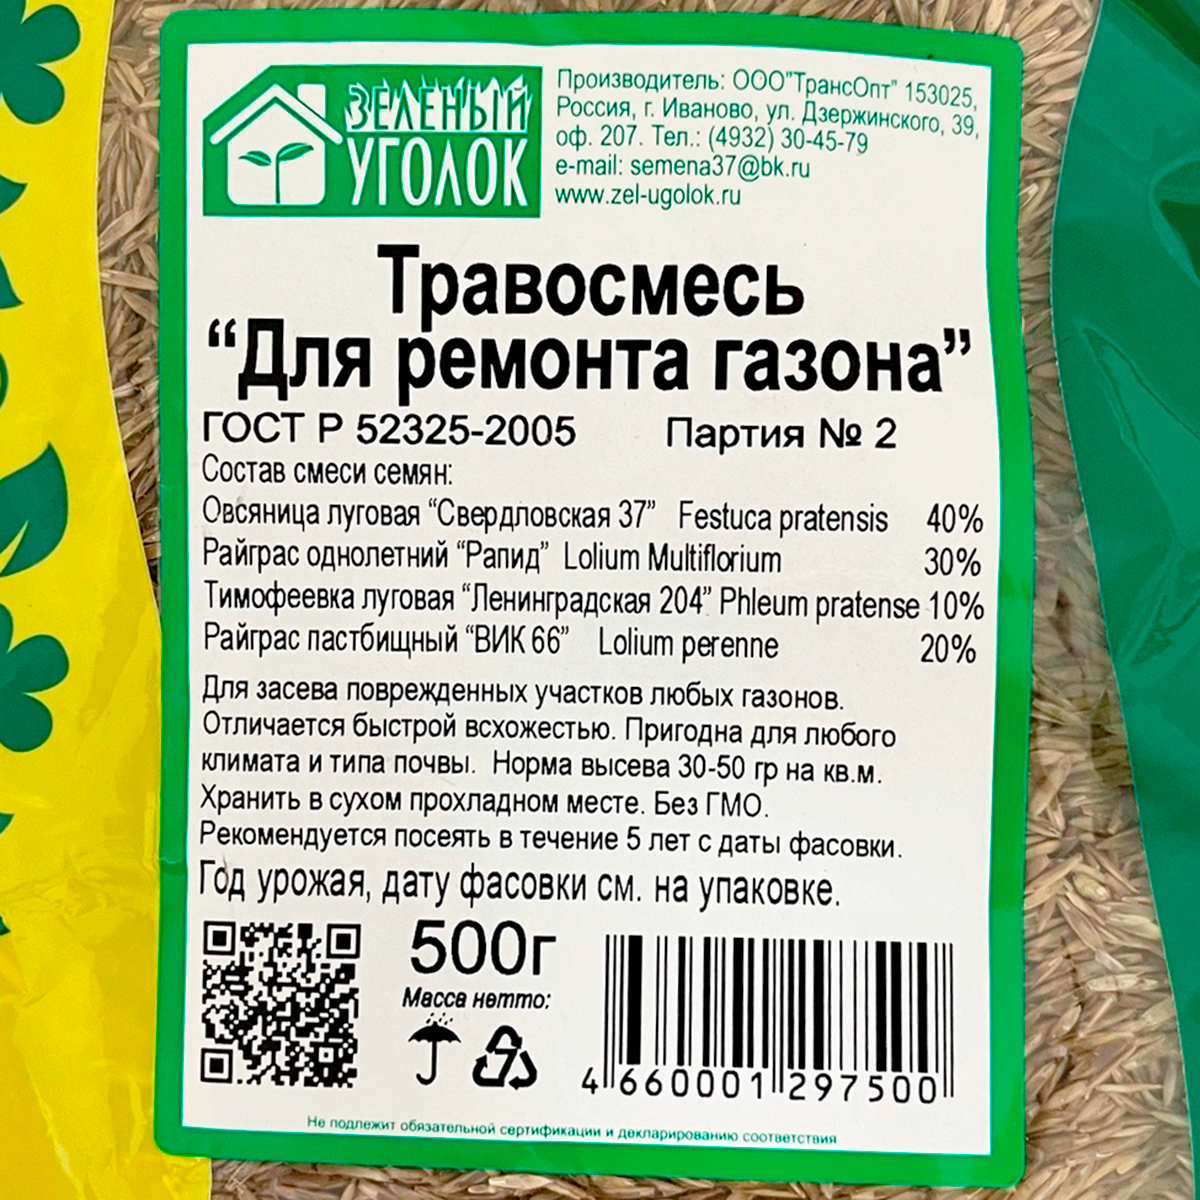 ЗЕЛЕНЫЙ
УГОЛОК
Производитель: ООО"ТрансОпт" 153025,
Россия, г. Иваново, ул. Дзержинского, 39,
оф. 207. Тел.: (4932) 30-45-79
e-mail: semena37@bk.ru
www.zel-ugolok.ru
Травосмесь
“Для ремонта газона”
ГОСТ Р 52325-2005 Партия № 2
Состав смеси семян:
Овсяница луговая “Свердловская 37” Festuca pratensis 40%
Райграс однолетний “Рапид” Lolium Multiflorium 30%
Тимофеевка луговая “Ленинградская 204” Phleum pratense 10%
Райграс пастбищный “ВИК 66” Lolium perenne 20%
Для засева поврежденных участков любых газонов.
Отличается быстрой всхожестью. Пригодна для любого
климата и типа почвы. Норма высева 30-50 гр на кв.м.
Хранить в сухом прохладном месте. Без ГМО.
Рекомендуется посеять в течение 5 лет с даты фасовки.
Год урожая, дату фасовки см. на упаковке.
500г
Масса нетто:
4 660001 297500
Не подлежит обязательной сертификации и декларированию соответствия